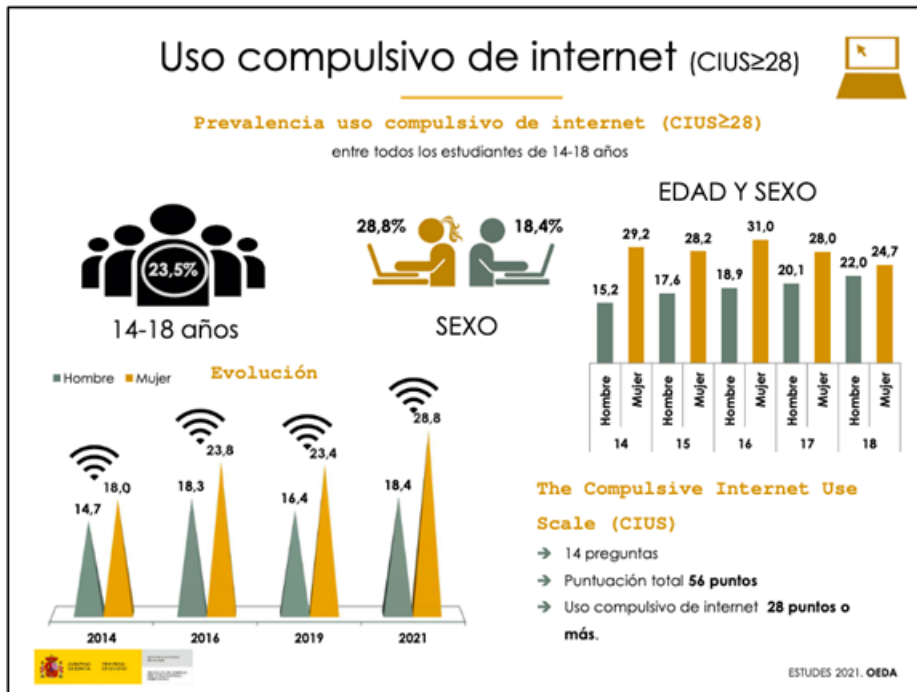 Uso compulsivo de internet (CIUS≥28)
Prevalencia uso compulsivo de internet (CIUS≥28)
entre todos los estudiantes de 14-18 años
23,5%
14-18 años
28,8%
18,4%
SEXO
EDAD Y SEXO
15,2
29,2
17,6
28,2
18,9
31,0
20,1
28,0
22,0
24,7
Hombre
Mujer
Hombre
Mujer
Hombre
Mujer
Hombre
Mujer
Hombre
Mujer
14
15
16
17
18
Hombre
Mujer
Evolución
14,7
18,0
18,3
23,8
16,4
23,4
18,4
28,8
2014
2016
2019
2021
The Compulsive Internet Use
Scale (CIUS)
14 preguntas
Puntuación total 56 puntos
Uso compulsivo de internet 28 puntos o
más.
ESTUDES 2021. OEDA